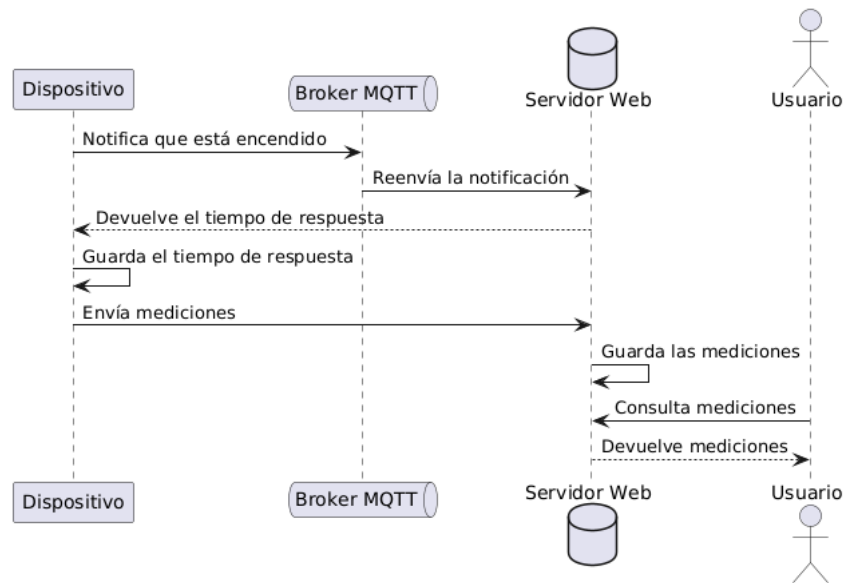 Dispositivo
Broker MQTT
Servidor Web
Usuario
Notifica que está encendido
Reenvía la notificación
Devuelve el tiempo de respuesta
Guarda el tiempo de respuesta
Envía mediciones
Guarda las mediciones
Consulta mediciones
Devuelve mediciones
Dispositivo
Broker MQTT
Servidor Web
Usuario